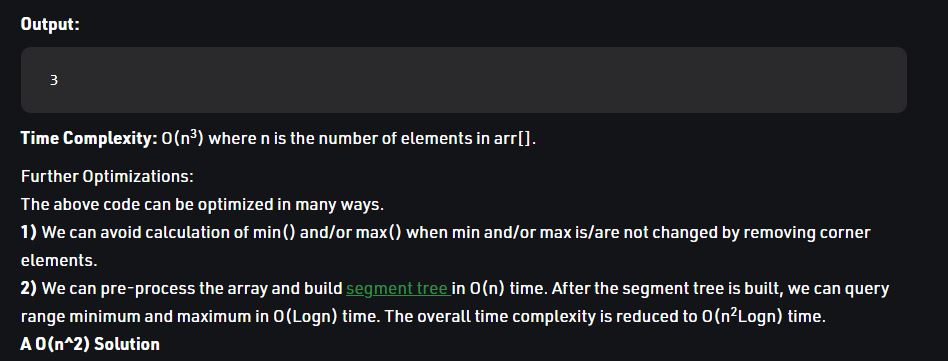 Output:
3
Time Complexity: O(n³) where n is the number of elements in arr[].
Further Optimizations:
The above code can be optimized in many ways.
1) We can avoid calculation of min() and/or max() when min and/or max is/are not changed by removing corner
elements.
2) We can pre-process the array and build segment tree in O(n) time. After the segment tree is built, we can query
range minimum and maximum in O(Logn) time. The overall time complexity is reduced to O(n²Logn) time.
A O(n^2) Solution